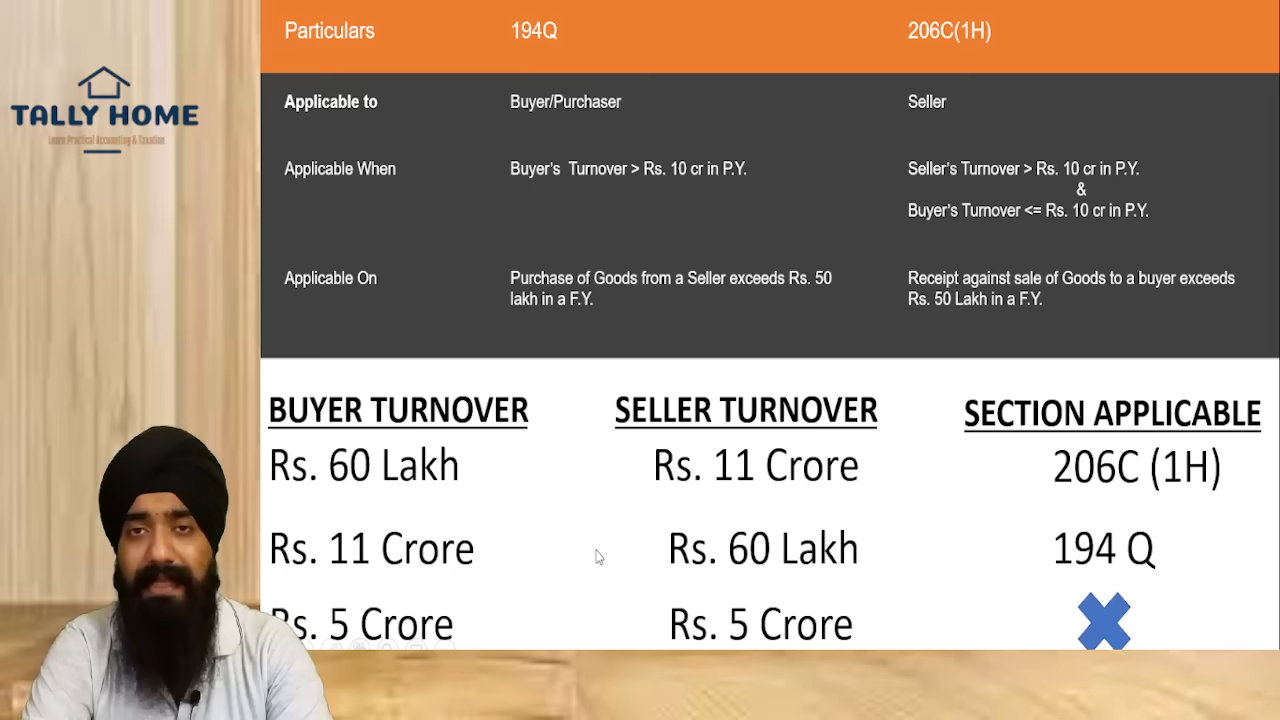 TALLY HOME
Learn Practical Accounting & Taxation
Particulars 194Q 206C(1H)
Applicable to Buyer/Purchaser Seller
Applicable When Buyer's Turnover > Rs. 10 cr in P.Y. Seller's Turnover > Rs. 10 cr in P.Y.
&
Buyer's Turnover <= Rs. 10 cr in P.Y.
Applicable On Purchase of Goods from a Seller exceeds Rs. 50 Receipt against sale of Goods to a buyer exceeds
lakh in a F.Y. Rs. 50 Lakh in a F.Y.
BUYER TURNOVER SELLER TURNOVER SECTION APPLICABLE
Rs. 60 Lakh Rs. 11 Crore 206C (1H)
Rs. 11 Crore Rs. 60 Lakh 194 Q
Rs. 5 Crore Rs. 5 Crore